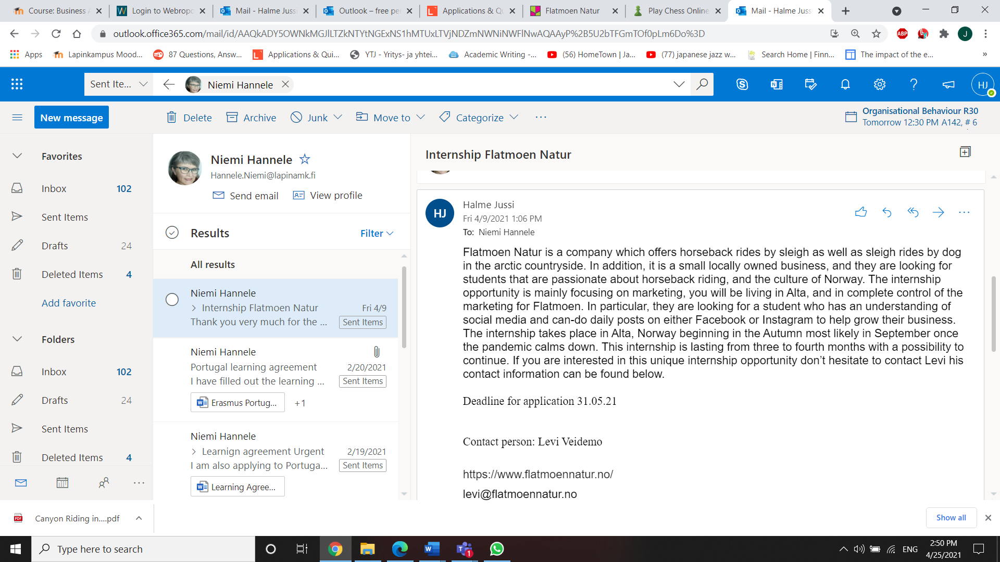 Course: Business A
Login to Webropo
Mail - Halme Jussi
Outlook – free per
Applications & Qu
Flatmoen Natur
Play Chess Online
Mail - Halme Jussi
outlook.office365.com/mail/id/AAQkADY5OWNkMGJlLTZkNTYtNGExNS1hMTUxLTVjNDZmNWNiNWFlNwAQAAyP%2B5U2bTFGmTOf0pLm6Do%3D
ABP
J
Apps
Lapinkampus Mood...
87 Questions, Answ...
Applications & Qui...
YTJ - Yritys- ja yhtei...
Academic Writing -...
(56) HomeTown | Ja...
(77) japanese jazz w...
Search Home | Finn...
The impact of the e...
»
Sent Ite...
Niemi Hannele
HJ
New message
Delete
Archive
Junk
Move to
Categorize
Organisational Behaviour R30
Tomorrow 12:30 PM A142, # 6
Favorites
Inbox 102
Sent Items
Drafts 24
Deleted Items 4
Add favorite
Folders
Inbox 102
Drafts 24
Sent Items
Deleted Items 4
Niemi Hannele
Hannele.Niemi@lapinamk.fi
Send email
View profile
Results
Filter
All results
Niemi Hannele
Internship Flatmoen Natur Fri 4/9
Thank you very much for the ... Sent Items
Niemi Hannele
Portugal learning agreement 2/20/2021
I have filled out the learning ... Sent Items
Erasmus Portug... +1
Niemi Hannele
Learnign agreement Urgent 2/19/2021
I am also applying to Portuga... Sent Items
Learning Agree...
Internship Flatmoen Natur
HJ
Halme Jussi
Fri 4/9/2021 1:06 PM
To: Niemi Hannele
Flatmoen Natur is a company which offers horseback rides by sleigh as well as sleigh rides by dog
in the arctic countryside. In addition, it is a small locally owned business, and they are looking for
students that are passionate about horseback riding, and the culture of Norway. The internship
opportunity is mainly focusing on marketing, you will be living in Alta, and in complete control of the
marketing for Flatmoen. In particular, they are looking for a student who has an understanding of
social media and can-do daily posts on either Facebook or Instagram to help grow their business.
The internship takes place in Alta, Norway beginning in the Autumn most likely in September once
the pandemic calms down. This internship is lasting from three to fourth months with a possibility to
continue. If you are interested in this unique internship opportunity don't hesitate to contact Levi his
contact information can be found below.
Deadline for application 31.05.21
Contact person: Levi Veidemo
https://www.flatmoennatur.no/
levi@flatmoennatur.no
PDF
Canyon Riding in....pdf
Show all
Type here to search
1
ENG
2:50 PM
4/25/2021